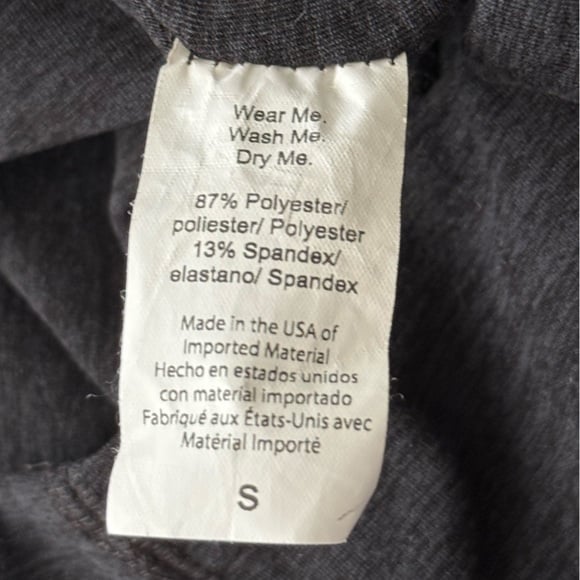 Wear Me.
Wash Me.
Dry Me.
87% Polyester/
poliester/ Polyester
13% Spandex/
elastano/ Spandex
Made in the USA of
Imported Material
Hecho en estados unidos
con material importado
Fabriqué aux États-Unis avec
Matérial Importé
S